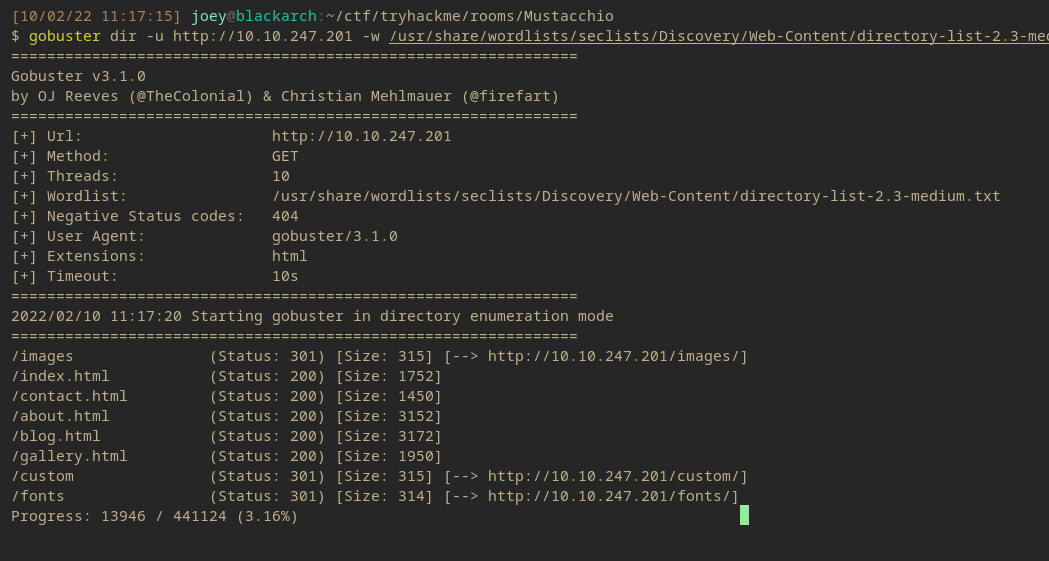 [10/02/22 11:17:15] joey@blackarch:~/ctf/tryhackme/rooms/Mustacchio
$ gobuster dir -u http://10.10.247.201 -w /usr/share/wordlists/seclists/Discovery/Web-Content/directory-list-2.3-med
===============================================================
Gobuster v3.1.0
by OJ Reeves (@TheColonial) & Christian Mehlmauer (@firefart)
===============================================================
[+] Url:                     http://10.10.247.201
[+] Method:                  GET
[+] Threads:                 10
[+] Wordlist:                /usr/share/wordlists/seclists/Discovery/Web-Content/directory-list-2.3-medium.txt
[+] Negative Status codes:   404
[+] User Agent:              gobuster/3.1.0
[+] Extensions:              html
[+] Timeout:                 10s
===============================================================
2022/02/10 11:17:20 Starting gobuster in directory enumeration mode
===============================================================
/images               (Status: 301) [Size: 315] [--> http://10.10.247.201/images/]
/index.html           (Status: 200) [Size: 1752]
/contact.html         (Status: 200) [Size: 1450]
/about.html           (Status: 200) [Size: 3152]
/blog.html            (Status: 200) [Size: 3172]
/gallery.html         (Status: 200) [Size: 1950]
/custom               (Status: 301) [Size: 315] [--> http://10.10.247.201/custom/]
/fonts                (Status: 301) [Size: 314] [--> http://10.10.247.201/fonts/]
Progress: 13946 / 441124 (3.16%)